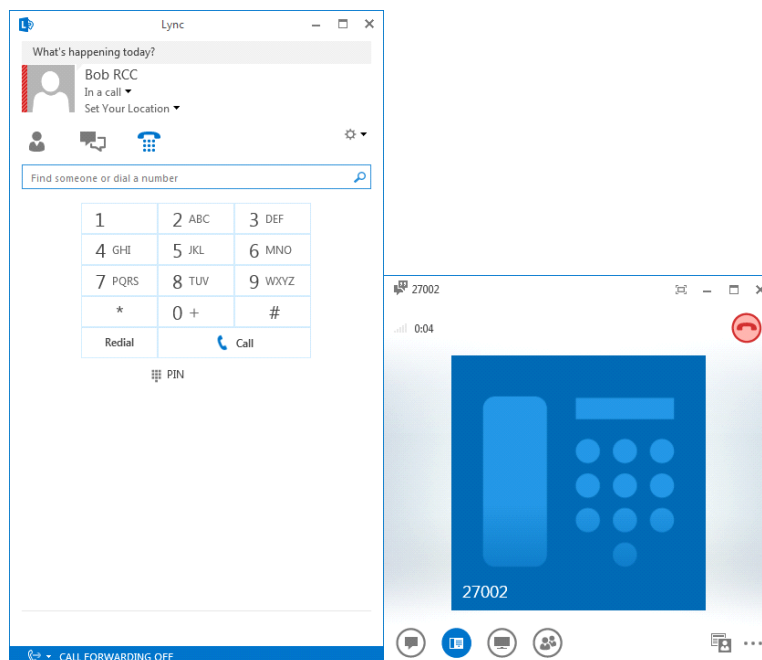 Lync
What's happening today?
Bob RCC
In a call
Set Your Location
Find someone or dial a number
1 2 ABC 3 DEF
4 GHI 5 JKL 6 MNO
7 PQRS 8 TUV 9 WXYZ
* 0 + #
Redial Call
PIN
CALL FORWARDING OFF
27002
0:04
27002